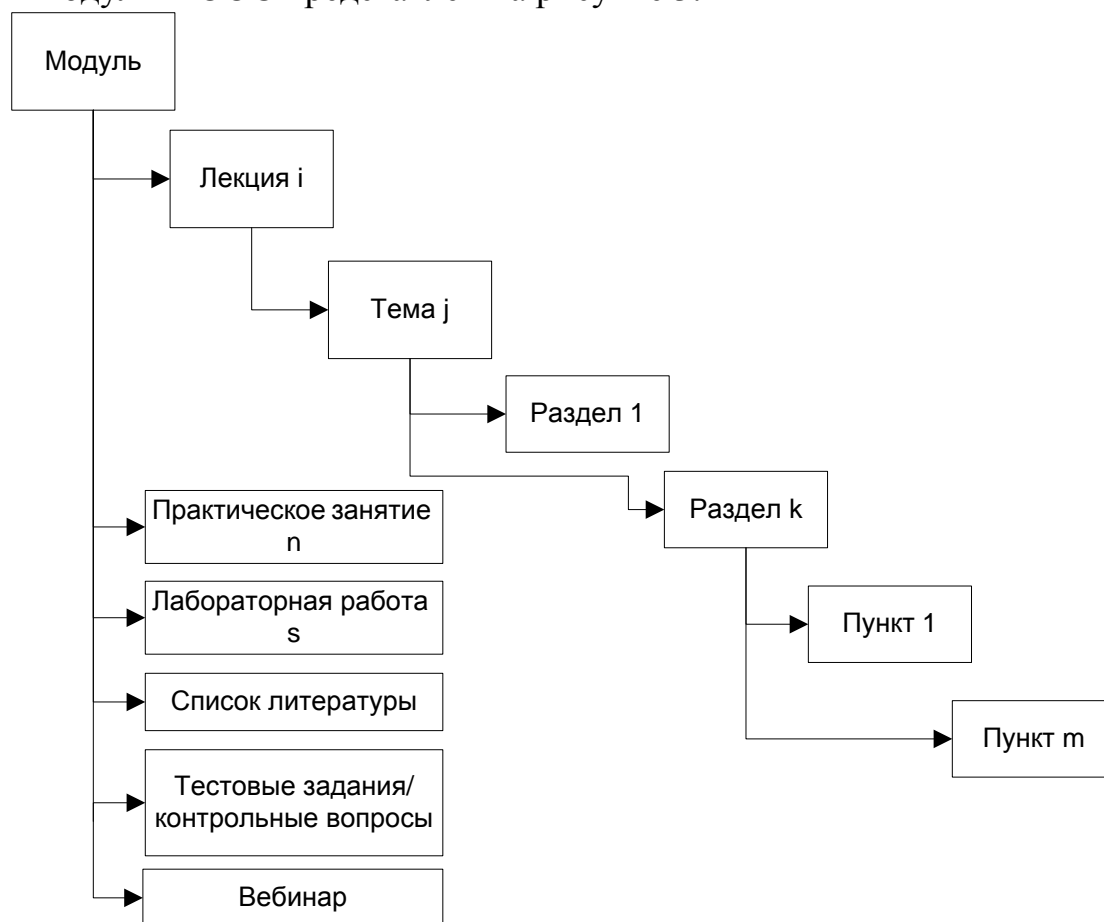 Модуль
Лекция i
Тема j
Раздел 1
Раздел k
Практическое занятие
n
Лабораторная работа
s
Пункт 1
Список литературы
Пункт m
Тестовые задания/
контрольные вопросы
Вебинар